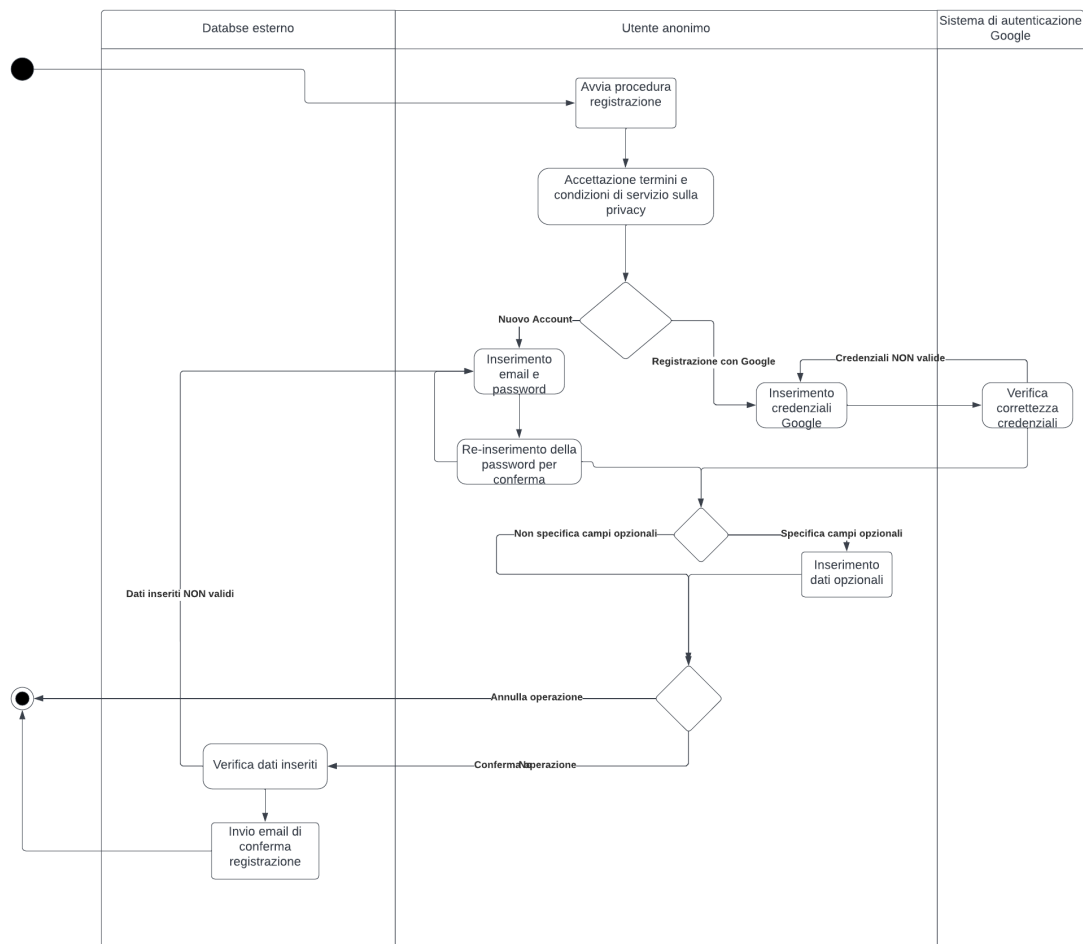 Databse esterno
Utente anonimo
Sistema di autenticazione
Google
Avvia procedura
registrazione
Accettazione termini e
condizioni di servizio sulla
privacy
Nuovo Account
Registrazione con Google
Credenziali NON valide
Inserimento
email e
password
Inserimento
credenziali
Google
Verifica
correttezza
credenziali
Re-inserimento della
password per
conferma
Non specifica campi opzionali
Specifica campi opzionali
Inserimento
dati opzionali
Dati inseriti NON validi
Annulla operazione
Verifica dati inseriti
Conferma operazione
No
Invio email di
conferma
registrazione